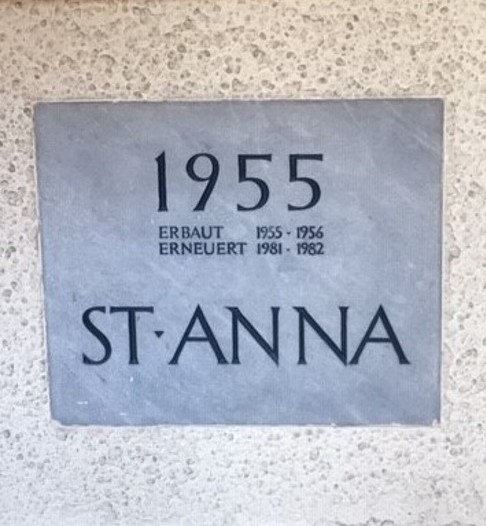 1955
ERBAUT 1955 - 1956
ERNEUERT 1981 - 1982
ST·ANNA